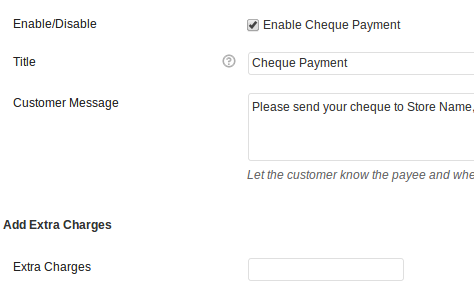 Enable/Disable Enable Cheque Payment
Title Cheque Payment
Customer Message Please send your cheque to Store Name,
Let the customer know the payee and whe
Add Extra Charges
Extra Charges